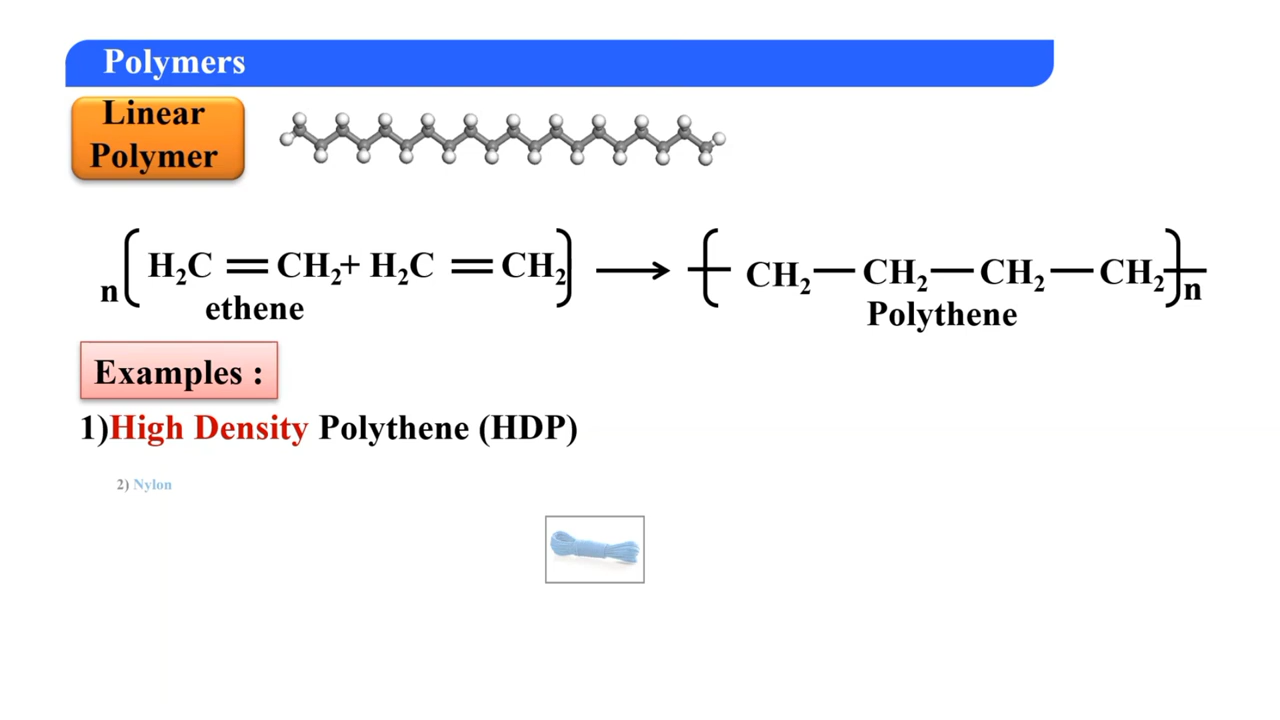 Polymers
Linear
Polymer
n(H₂C=CH₂+ H₂C=CH₂) → (CH₂—CH₂—CH₂—CH₂)n
ethene
Polythene
Examples :
1)High Density Polythene (HDP)
2) Nylon